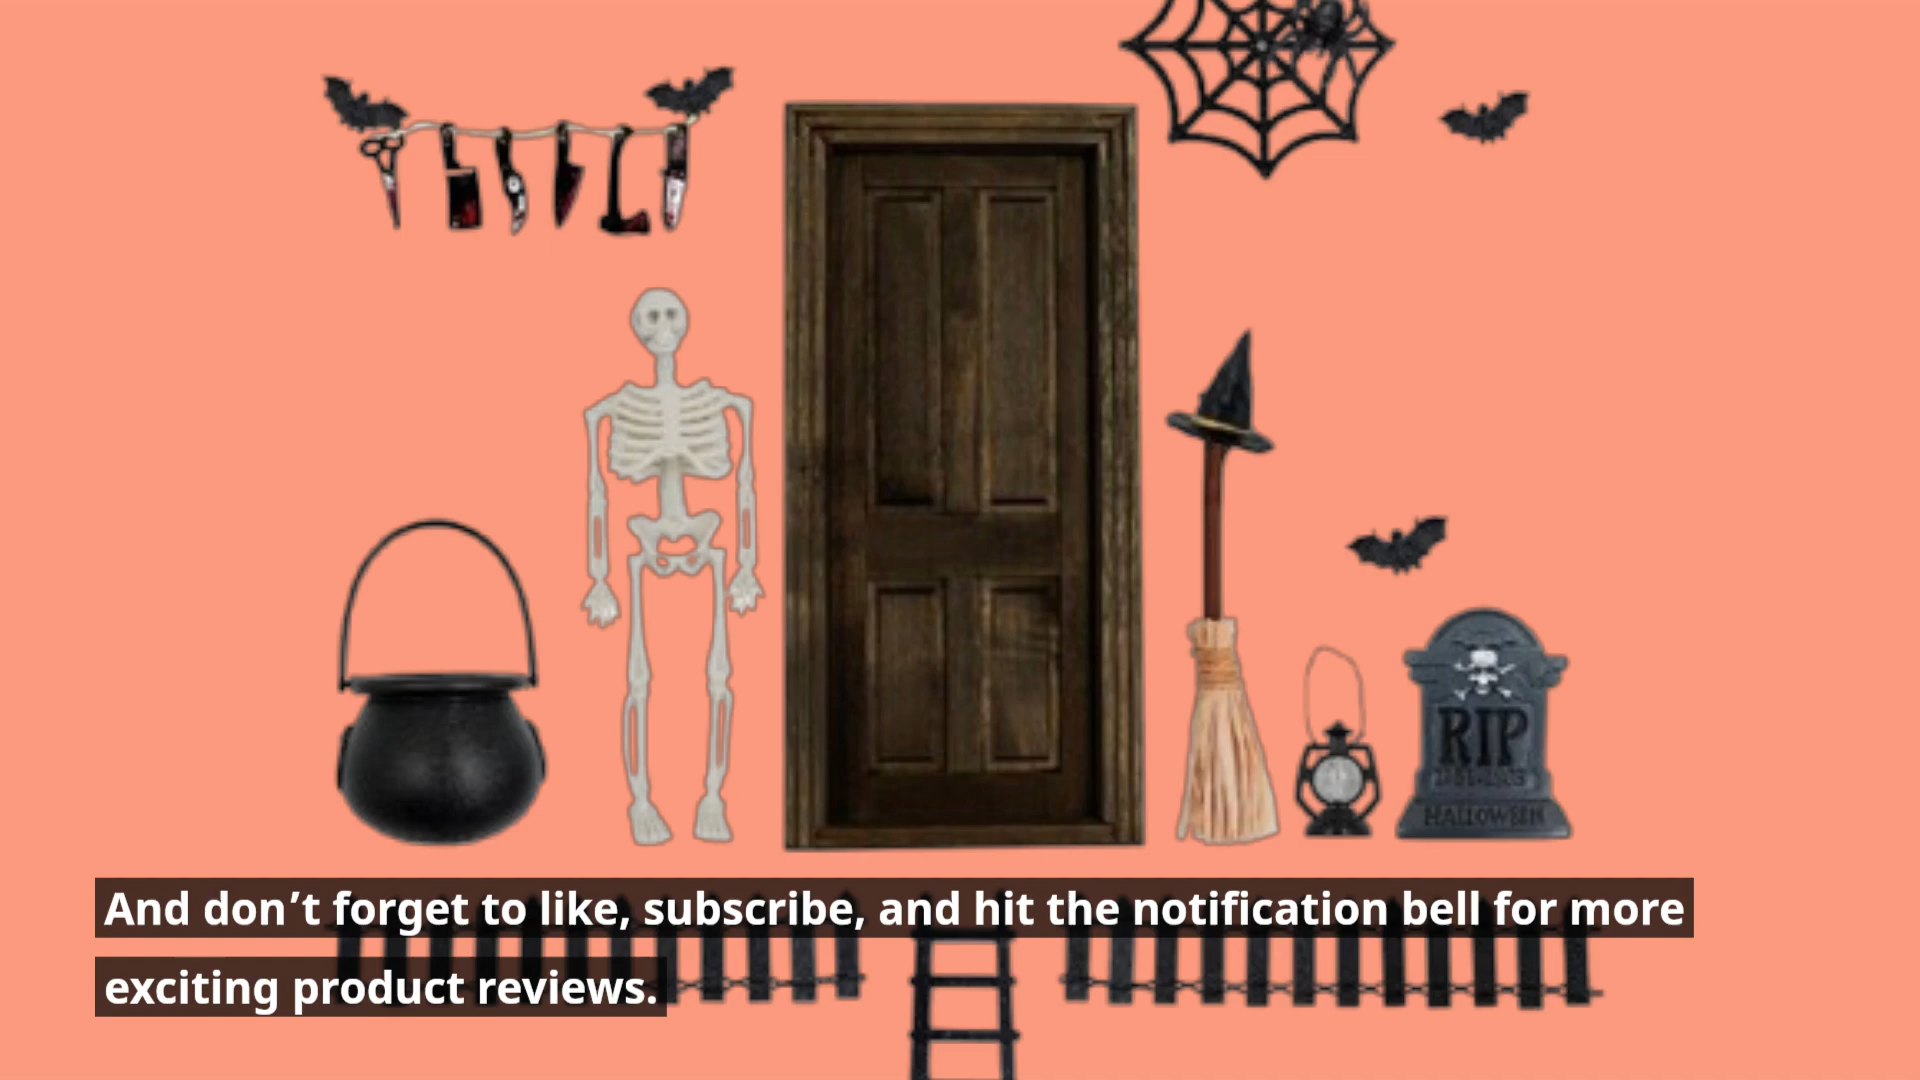 RIP
HALLOWEEN
And don’t forget to like, subscribe, and hit the notification bell for more
exciting product reviews.